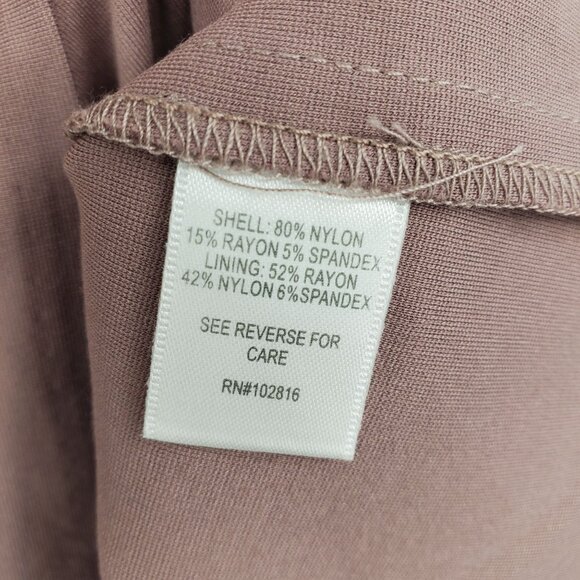 SHELL: 80% NYLON
15% RAYON 5% SPANDEX
LINING: 52% RAYON
42% NYLON 6%SPANDEX
SEE REVERSE FOR
CARE
RN#102816